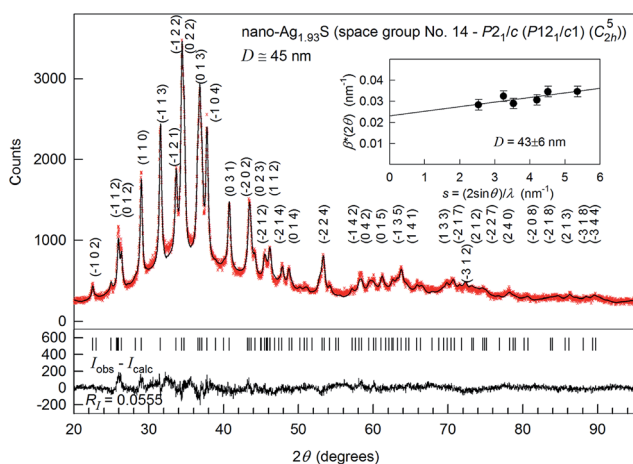 nano-Ag1.93S (space group No. 14 - P21/c (P121/c1) (C2h5))
D ≅ 45 nm
Counts
3000
2000
1000
0
(-1 0 2)
(-1 1 2)
(0 1 2)
(1 1 0)
(-1 1 3)
(-1 2 1)
(-1 2 2)
(0 2 2)
(0 1 3)
(-1 0 4)
(0 3 1)
(-2 0 2)
(0 2 3)
(-2 1 2)
(1 1 2)
(-2 1 4)
(0 1 4)
(-2 2 4)
(-1 4 2)
(0 4 2)
(0 1 5)
(-1 3 5)
(1 4 1)
(1 3 3)
(-2 1 7)
(-3 1 2)
(2 1 2)
(-2 2 7)
(2 4 0)
(-2 0 8)
(-2 1 8)
(2 1 3)
(-3 1 8)
(-3 4 4)
β*(2θ) (nm-1)
0.04
0.03
0.02
0.01
0
0 1 2 3 4 5 6
D = 43±6 nm
s = (2sinθ)/λ (nm-1)
600
400
200
0
-200
Iobs - Icalc
RI = 0.0555
20 30 40 50 60 70 80 90
2θ (degrees)